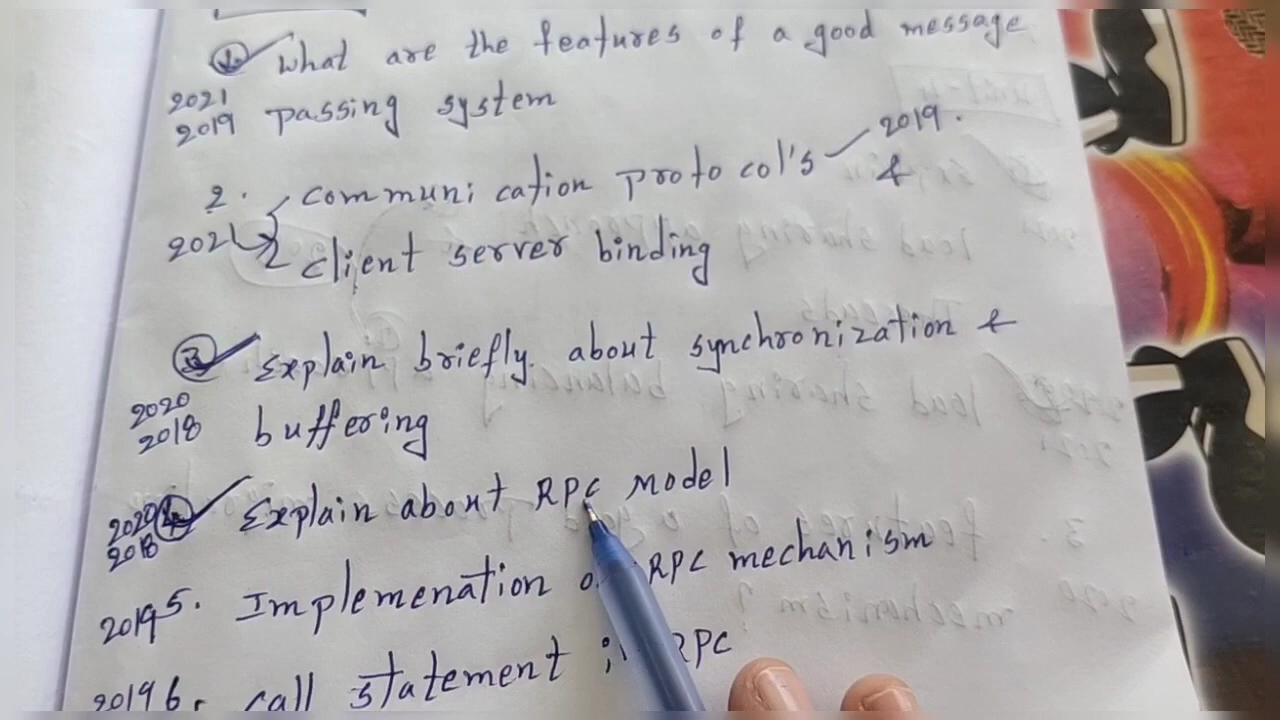 1. What are the features of a good message
2021
2019 passing system
2. communication protocol's 2019.
&
2021 client server binding
3 Explain briefly. about synchronization &
2020
2018 buffering
2020 4 Explain about RPC Model
2018
2019 5. Implemenation RPC mechanism
2019 6. call statement in RPC